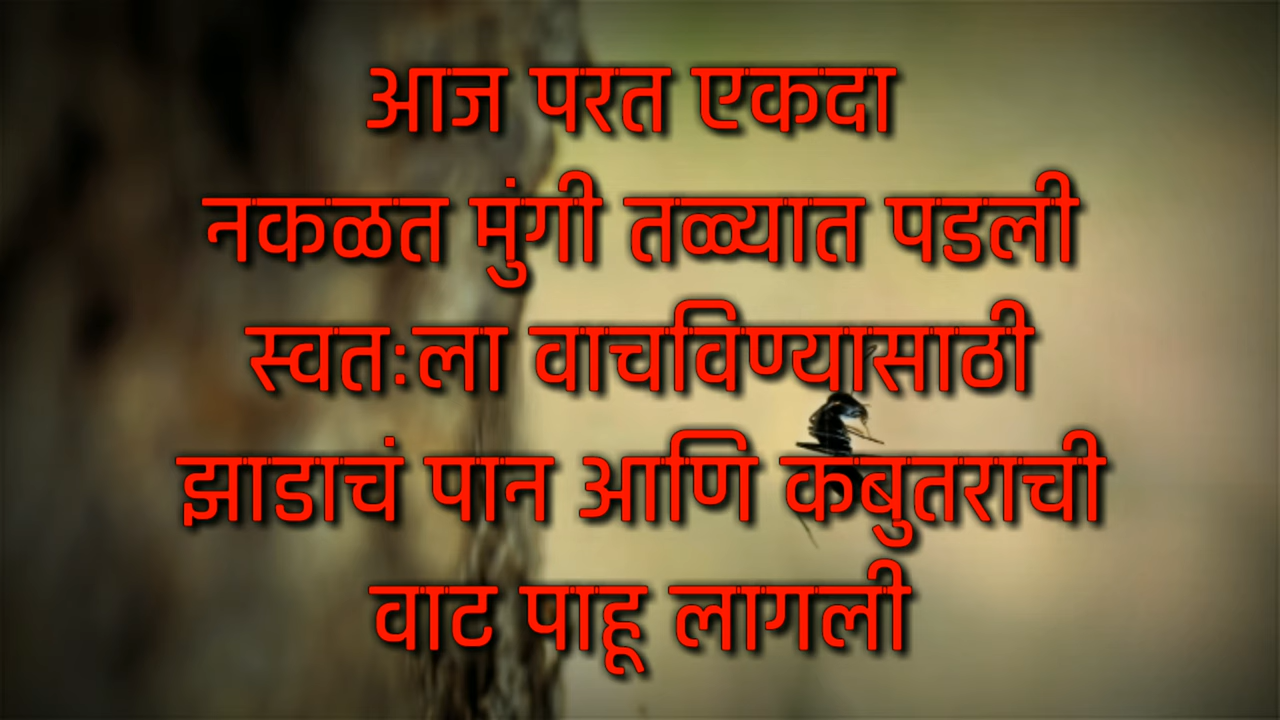 आज परत एकदा
नकळत मुंगी तळ्यात पडली
स्वतःला वाचविण्यासाठी
झाडाचं पान आणि कबुतराची
वाट पाहू लागली